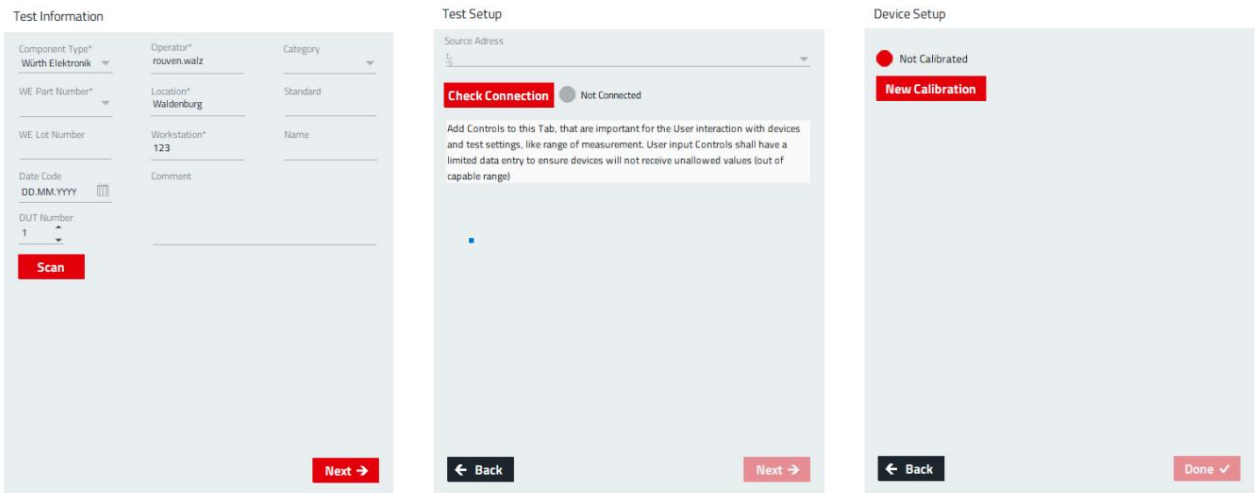 Test Information
Component Type*
Würth Elektronik
Operator*
rouven.walz
Category
WE Part Number*
Location*
Waldenburg
Standard
WE Lot Number
Workstation*
123
Name
Date Code
DD.MM.YYYY
Comment
DUT Number
1
Scan
Next →
Test Setup
Source Adress
I/O
Check Connection
Not Connected
Add Controls to this Tab, that are important for the User interaction with devices
and test settings, like range of measurement. User input Controls shall have a
limited data entry to ensure devices will not receive unallowed values (out of
capable range)
← Back
Next →
Device Setup
Not Calibrated
New Calibration
← Back
Done ✓